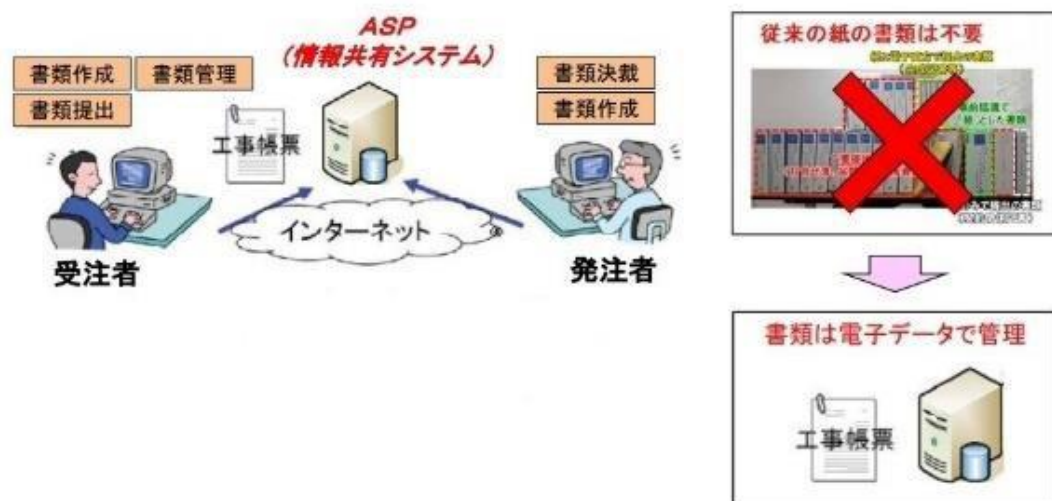 ASP
(情報共有システム)
書類作成
書類管理
書類提出
工事帳票
書類決裁
書類作成
インターネット
受注者
発注者
従来の紙の書類は不要
書類は電子データで管理
工事帳票